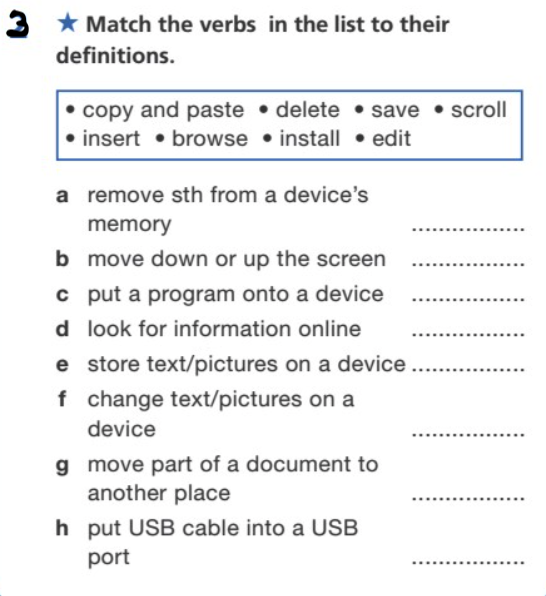 3 ★ Match the verbs in the list to their
definitions.
• copy and paste • delete • save • scroll
• insert • browse • install • edit
a remove sth from a device's
memory ..................
b move down or up the screen ..................
c put a program onto a device ..................
d look for information online ..................
e store text/pictures on a device ..................
f change text/pictures on a
device ..................
g move part of a document to
another place ..................
h put USB cable into a USB
port ..................